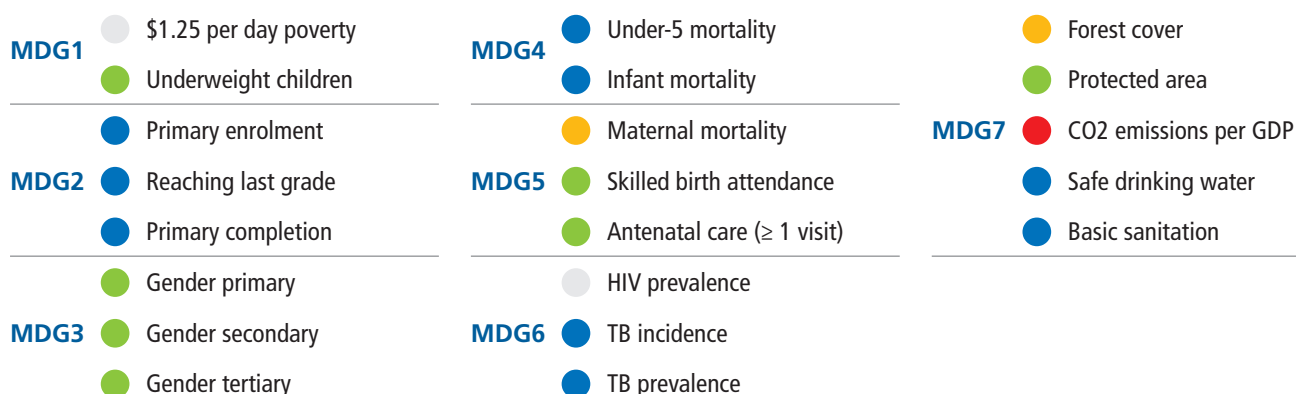 MDG1
$1.25 per day poverty
Underweight children
MDG2
Primary enrolment
Reaching last grade
Primary completion
MDG3
Gender primary
Gender secondary
Gender tertiary
MDG4
Under-5 mortality
Infant mortality
MDG5
Maternal mortality
Skilled birth attendance
Antenatal care (≥ 1 visit)
MDG6
HIV prevalence
TB incidence
TB prevalence
MDG7
Forest cover
Protected area
CO2 emissions per GDP
Safe drinking water
Basic sanitation